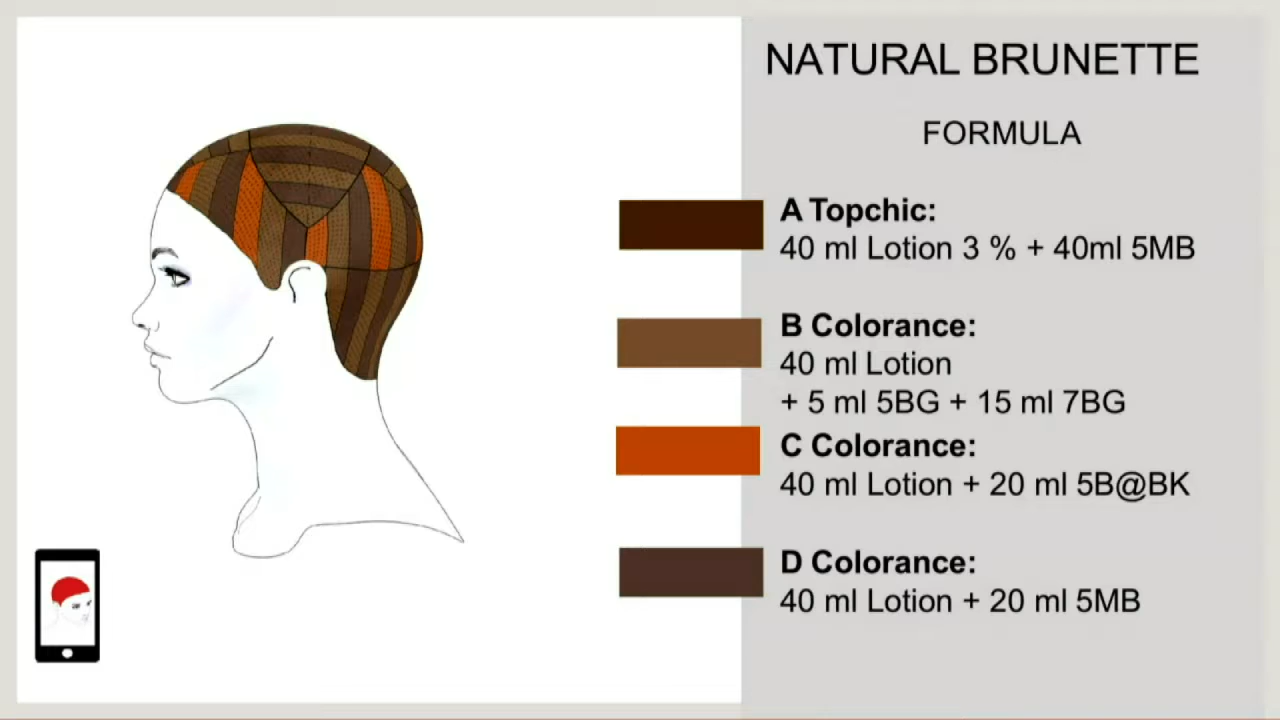 NATURAL BRUNETTE
FORMULA
A Topchic:
40 ml Lotion 3 % + 40ml 5MB
B Colorance:
40 ml Lotion
+ 5 ml 5BG + 15 ml 7BG
C Colorance:
40 ml Lotion + 20 ml 5B@BK
D Colorance:
40 ml Lotion + 20 ml 5MB